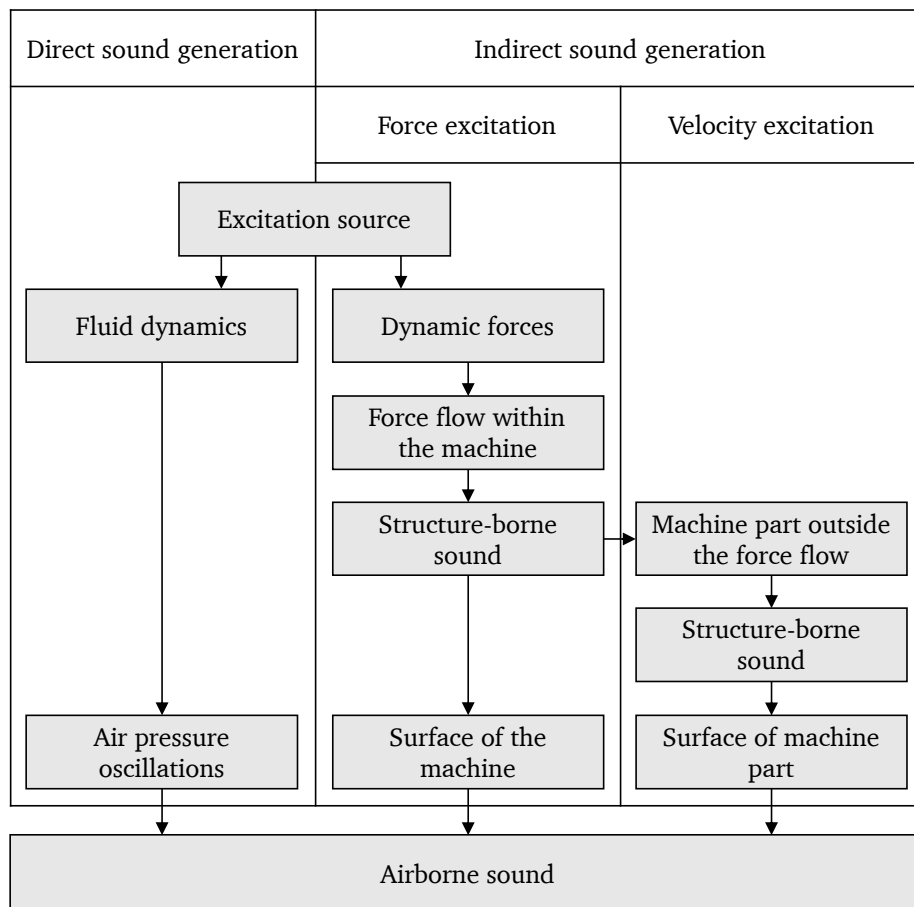 Direct sound generation
Indirect sound generation
Force excitation
Velocity excitation
Excitation source
Fluid dynamics
Dynamic forces
Force flow within
the machine
Structure-borne
sound
Machine part outside
the force flow
Structure-borne
sound
Air pressure
oscillations
Surface of the
machine
Surface of machine
part
Airborne sound